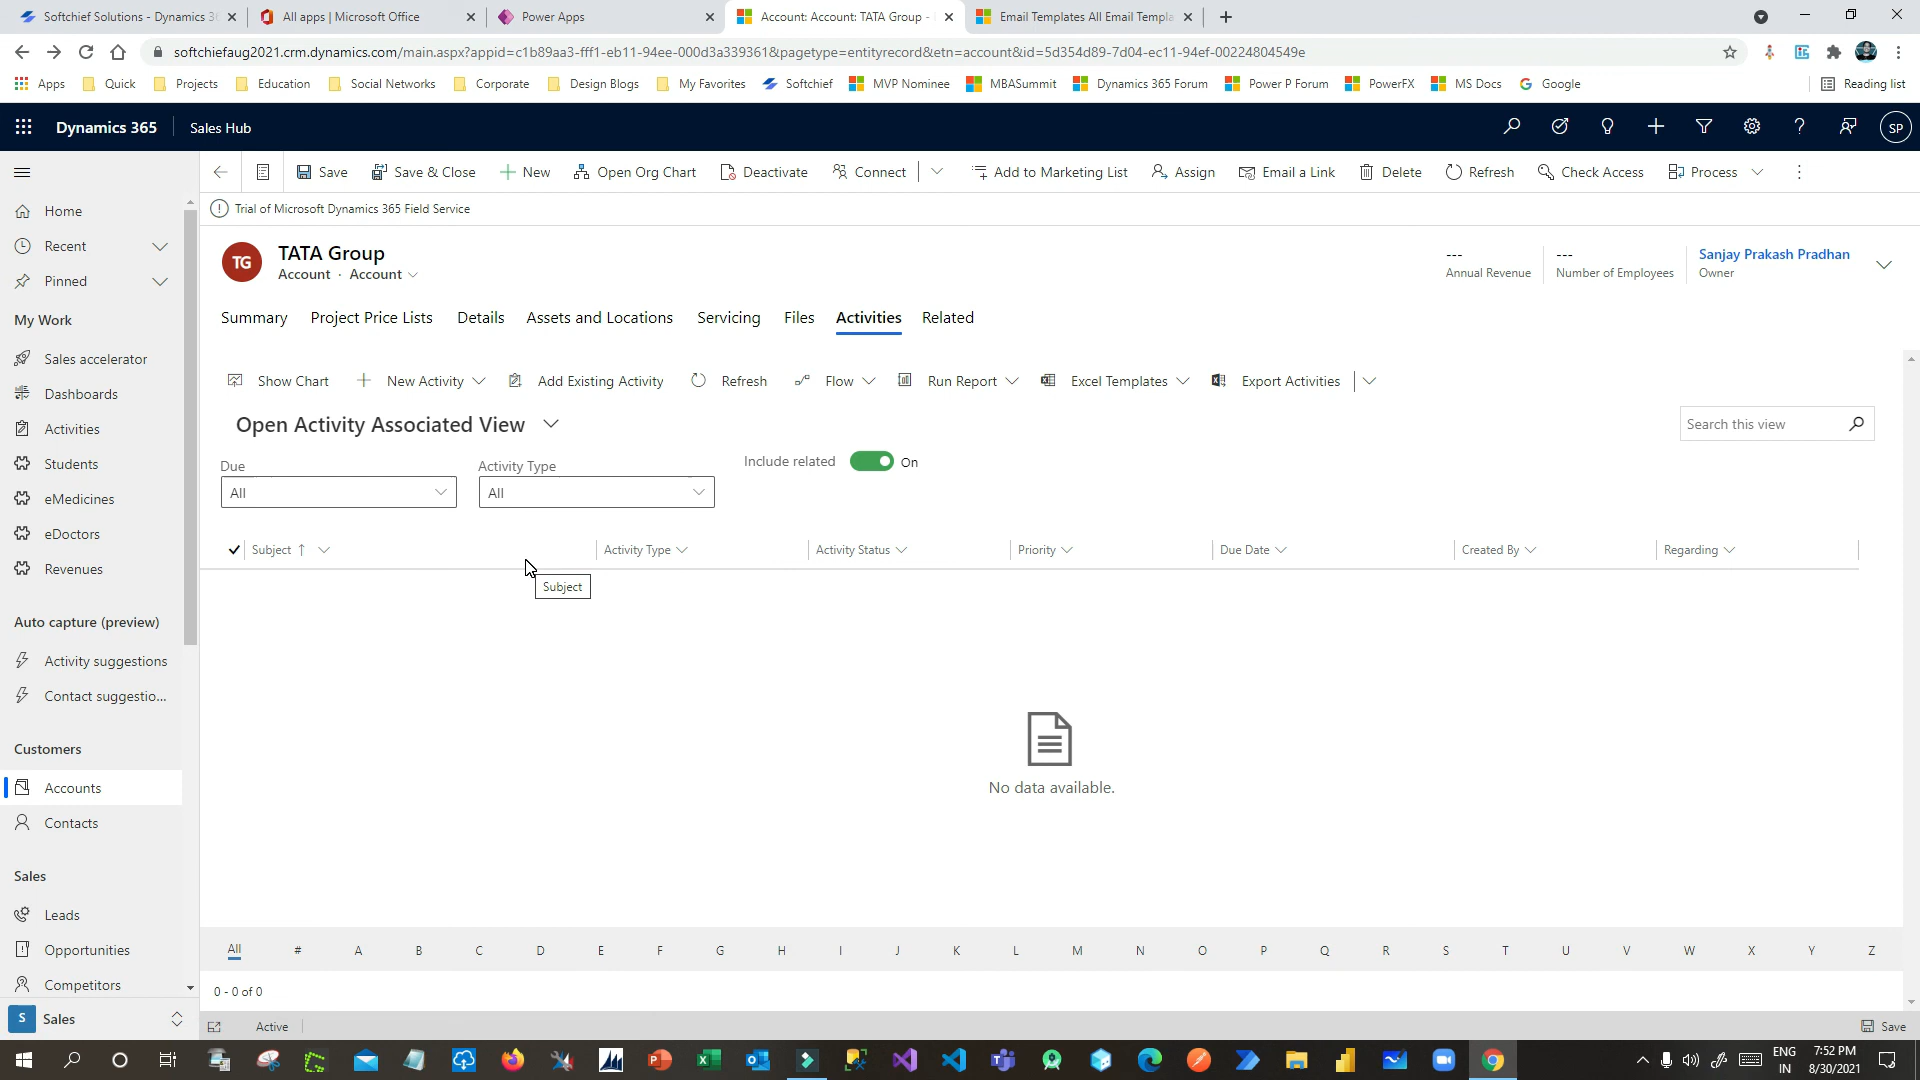 Softchief Solutions - Dynamics 3
All apps | Microsoft Office
Power Apps
Account: Account: TATA Group -
Email Templates All Email Templa
softchiefaug2021.crm.dynamics.com/main.aspx?appid=c1b89aa3-fff1-eb11-94ee-000d3a339361&pagetype=entityrecord&etn=account&id=5d354d89-7d04-ec11-94ef-00224804549e
Apps Quick Projects Education Social Networks Corporate Design Blogs My Favorites Softchief MVP Nominee MBASummit Dynamics 365 Forum Power P Forum PowerFX MS Docs Google Reading list
Dynamics 365 Sales Hub SP
Save Save & Close New Open Org Chart Deactivate Connect Add to Marketing List Assign Email a Link Delete Refresh Check Access Process
Trial of Microsoft Dynamics 365 Field Service
Home
Recent
Pinned
My Work
Sales accelerator
Dashboards
Activities
Students
eMedicines
eDoctors
Revenues
Auto capture (preview)
Activity suggestions
Contact suggestio...
Customers
Accounts
Contacts
Sales
Leads
Opportunities
Competitors
S Sales
TG
TATA Group
Account · Account
---
Annual Revenue
---
Number of Employees
Sanjay Prakash Pradhan
Owner
Summary Project Price Lists Details Assets and Locations Servicing Files Activities Related
Show Chart New Activity Add Existing Activity Refresh Flow Run Report Excel Templates Export Activities
Open Activity Associated View
Search this view
Due
All
Activity Type
All
Include related On
Subject Activity Type Activity Status Priority Due Date Created By Regarding
Subject
No data available.
All # A B C D E F G H I J K L M N O P Q R S T U V W X Y Z
0 - 0 of 0
Active
Save
ENG
IN
7:52 PM
8/30/2021